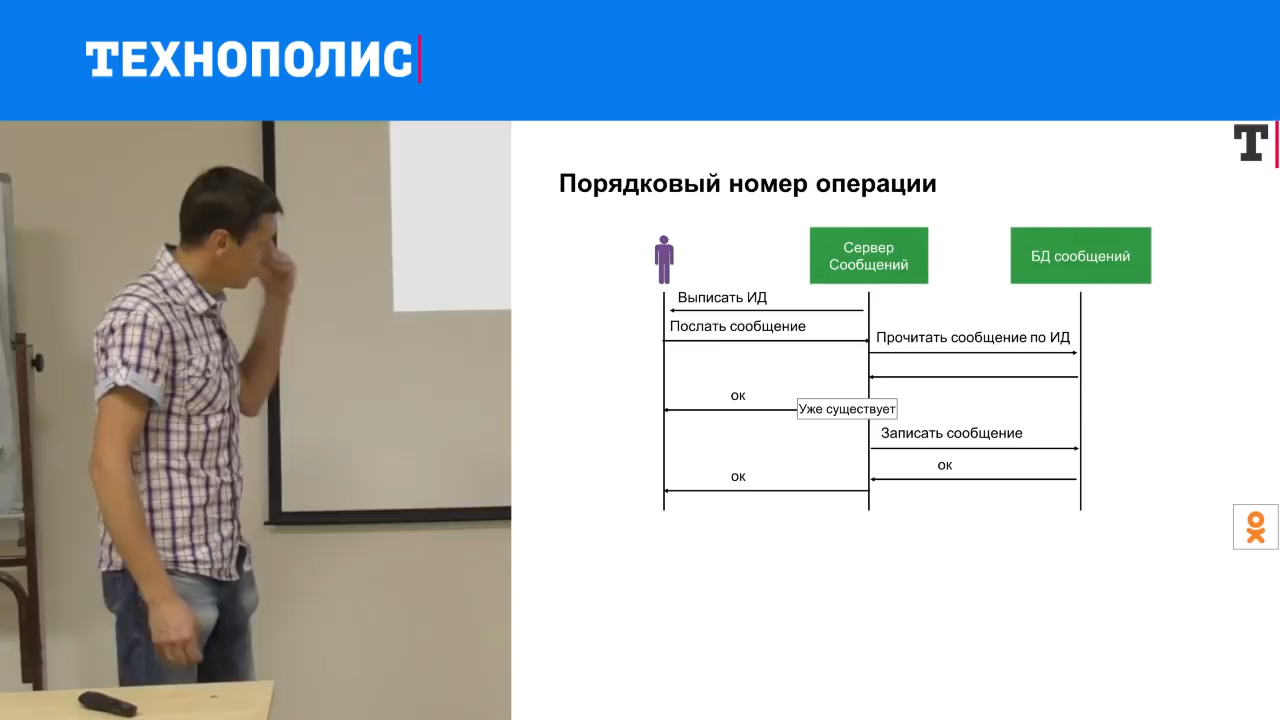 ТЕХНОПОЛИС
Т
Порядковый номер операции
Сервер
Сообщений
БД сообщений
Выписать ИД
Послать сообщение
Прочитать сообщение по ИД
ок
Уже существует
Записать сообщение
ок
ок